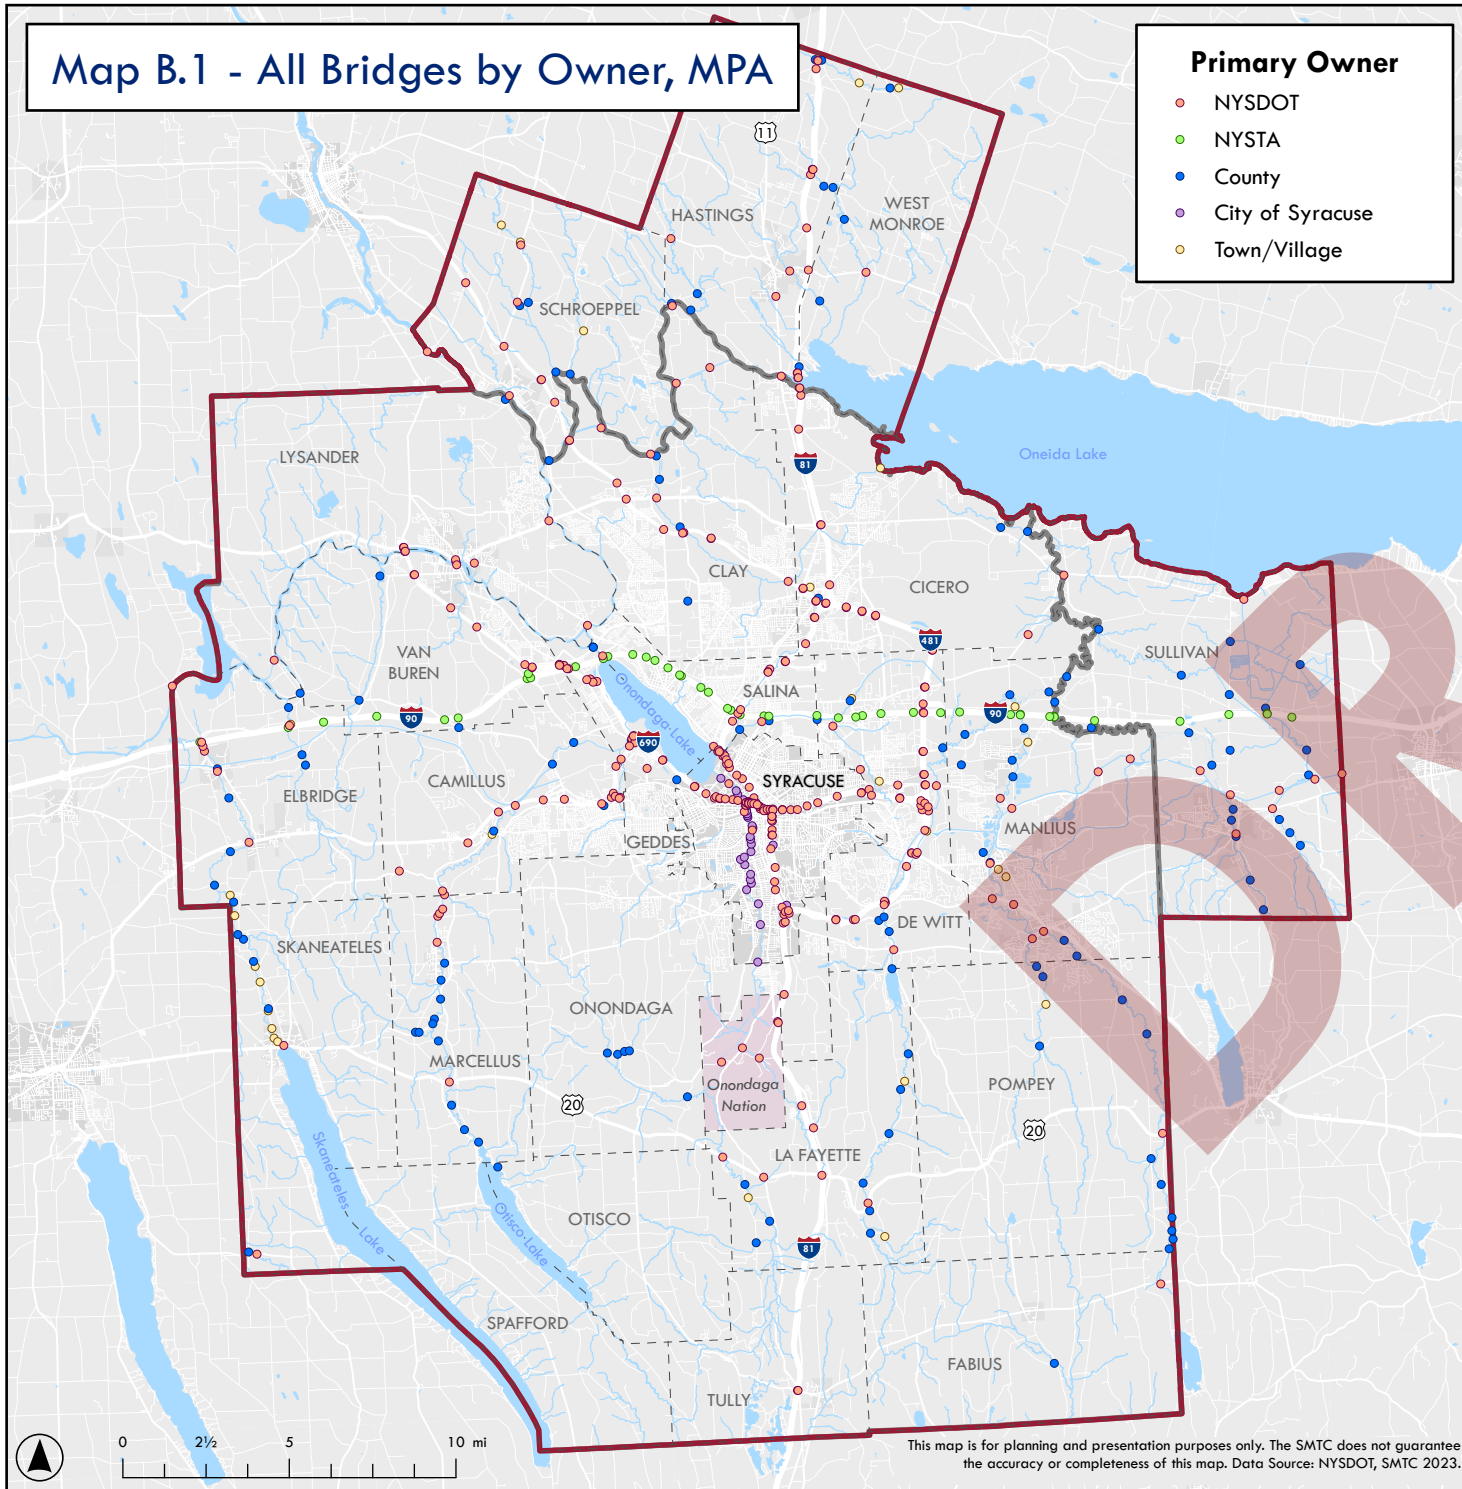 Map B.1 - All Bridges by Owner, MPA
Primary Owner
NYSDOT
NYSTA
County
City of Syracuse
Town/Village
11
HASTINGS
WEST
MONROE
SCHROEPPEL
LYSANDER
81
Oneida Lake
CLAY
CICERO
481
VAN
BUREN
SULLIVAN
SALINA
Onondaga Lake
90
90
690
CAMILLUS
SYRACUSE
ELBRIDGE
MANLIUS
GEDDES
DE WITT
SKANEATELES
ONONDAGA
MARCELLUS
Onondaga
Nation
POMPEY
20
20
LA FAYETTE
Skaneateles Lake
Otisco Lake
OTISCO
81
SPAFFORD
FABIUS
TULLY
0 2½ 5 10 mi
This map is for planning and presentation purposes only. The SMTC does not guarantee
the accuracy or completeness of this map. Data Source: NYSDOT, SMTC 2023.
DR